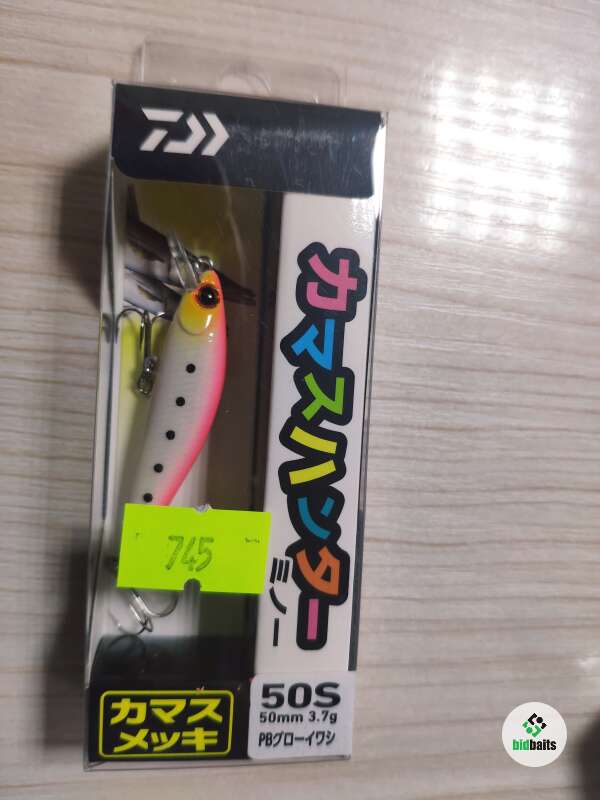 カマスハンター
ミノー
745
カマス
メッキ
50S
50mm 3.7g
PBグローイワシ
bidbaits